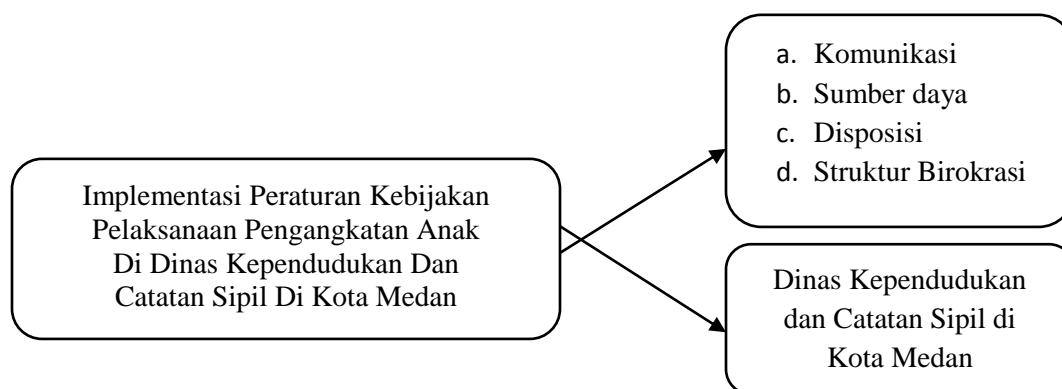 Implementasi Peraturan Kebijakan
Pelaksanaan Pengangkatan Anak
Di Dinas Kependudukan Dan
Catatan Sipil Di Kota Medan
a. Komunikasi
b. Sumber daya
c. Disposisi
d. Struktur Birokrasi
Dinas Kependudukan
dan Catatan Sipil di
Kota Medan